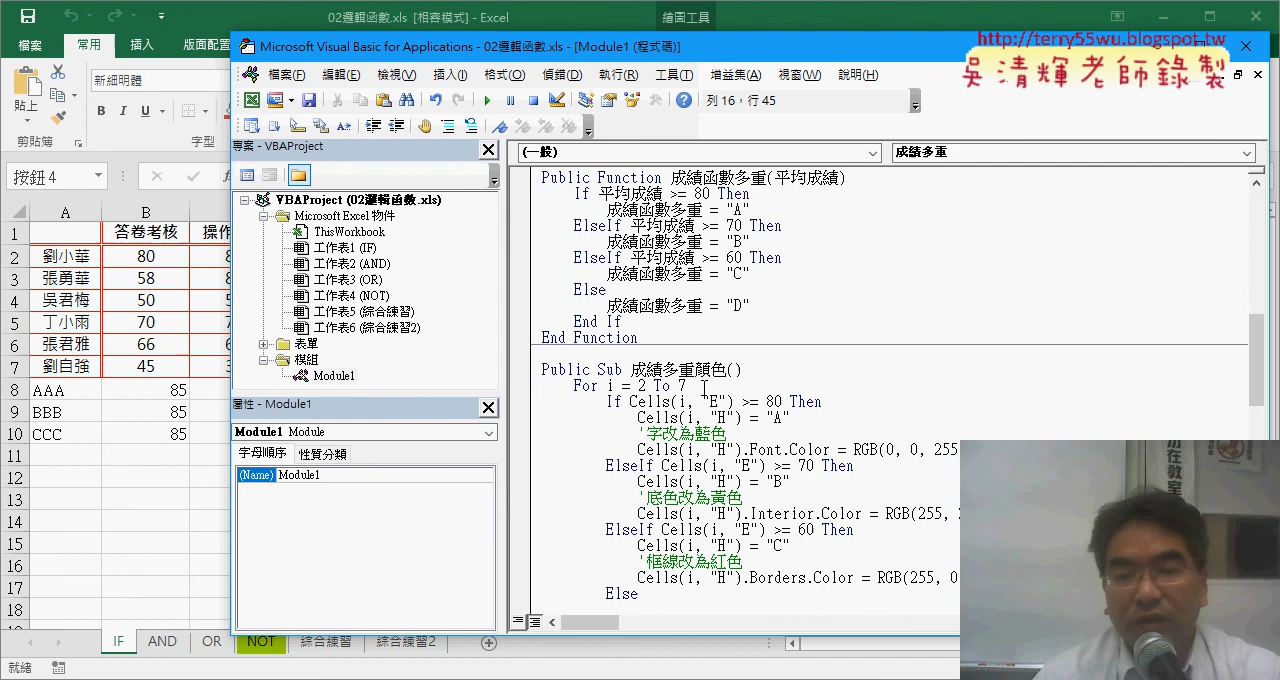 02邏輯函數.xls [相容模式] - Excel
繪圖工具
檔案
常用
插入
版面配置
新細明體
貼上
剪貼簿
B I U
字型
按鈕 4
Microsoft Visual Basic for Applications - 02邏輯函數.xls - [Module1 (程式碼)]
http://terry55wu.blogspot.tw
吳清輝老師錄製
檔案(F) 編輯(E) 檢視(V) 插入(I) 格式(O) 偵錯(D) 執行(R) 工具(T) 增益集(A) 視窗(W) 說明(H)
列 16，行 45
專案 - VBAProject
VBAProject (02邏輯函數.xls)
Microsoft Excel 物件
ThisWorkbook
工作表1 (IF)
工作表2 (AND)
工作表3 (OR)
工作表4 (NOT)
工作表5 (綜合練習)
工作表6 (綜合練習2)
表單
模組
Module1
屬性 - Module1
Module1 Module
字母順序 性質分類
(Name) Module1
(一般)
成績多重
Public Function 成績函數多重(平均成績)
If 平均成績 >= 80 Then
成績函數多重 = "A"
ElseIf 平均成績 >= 70 Then
成績函數多重 = "B"
ElseIf 平均成績 >= 60 Then
成績函數多重 = "C"
Else
成績函數多重 = "D"
End If
End Function
Public Sub 成績多重顏色()
For i = 2 To 7
If Cells(i, "E") >= 80 Then
Cells(i, "H") = "A"
'字改為藍色
Cells(i, "H").Font.Color = RGB(0, 0, 255
ElseIf Cells(i, "E") >= 70 Then
Cells(i, "H") = "B"
'底色改為黃色
Cells(i, "H").Interior.Color = RGB(255,
ElseIf Cells(i, "E") >= 60 Then
Cells(i, "H") = "C"
'框線改為紅色
Cells(i, "H").Borders.Color = RGB(255, 0
Else
A B
1 答卷考核 操作
2 劉小華 80
3 張勇華 58
4 吳君梅 50
5 丁小雨 70
6 張君雅 66
7 劉自強 45
8 AAA 85
9 BBB 85
10 CCC 85
11
12
13
14
15
16
17
18
IF AND OR NOT 綜合練習 綜合練習2
就緒